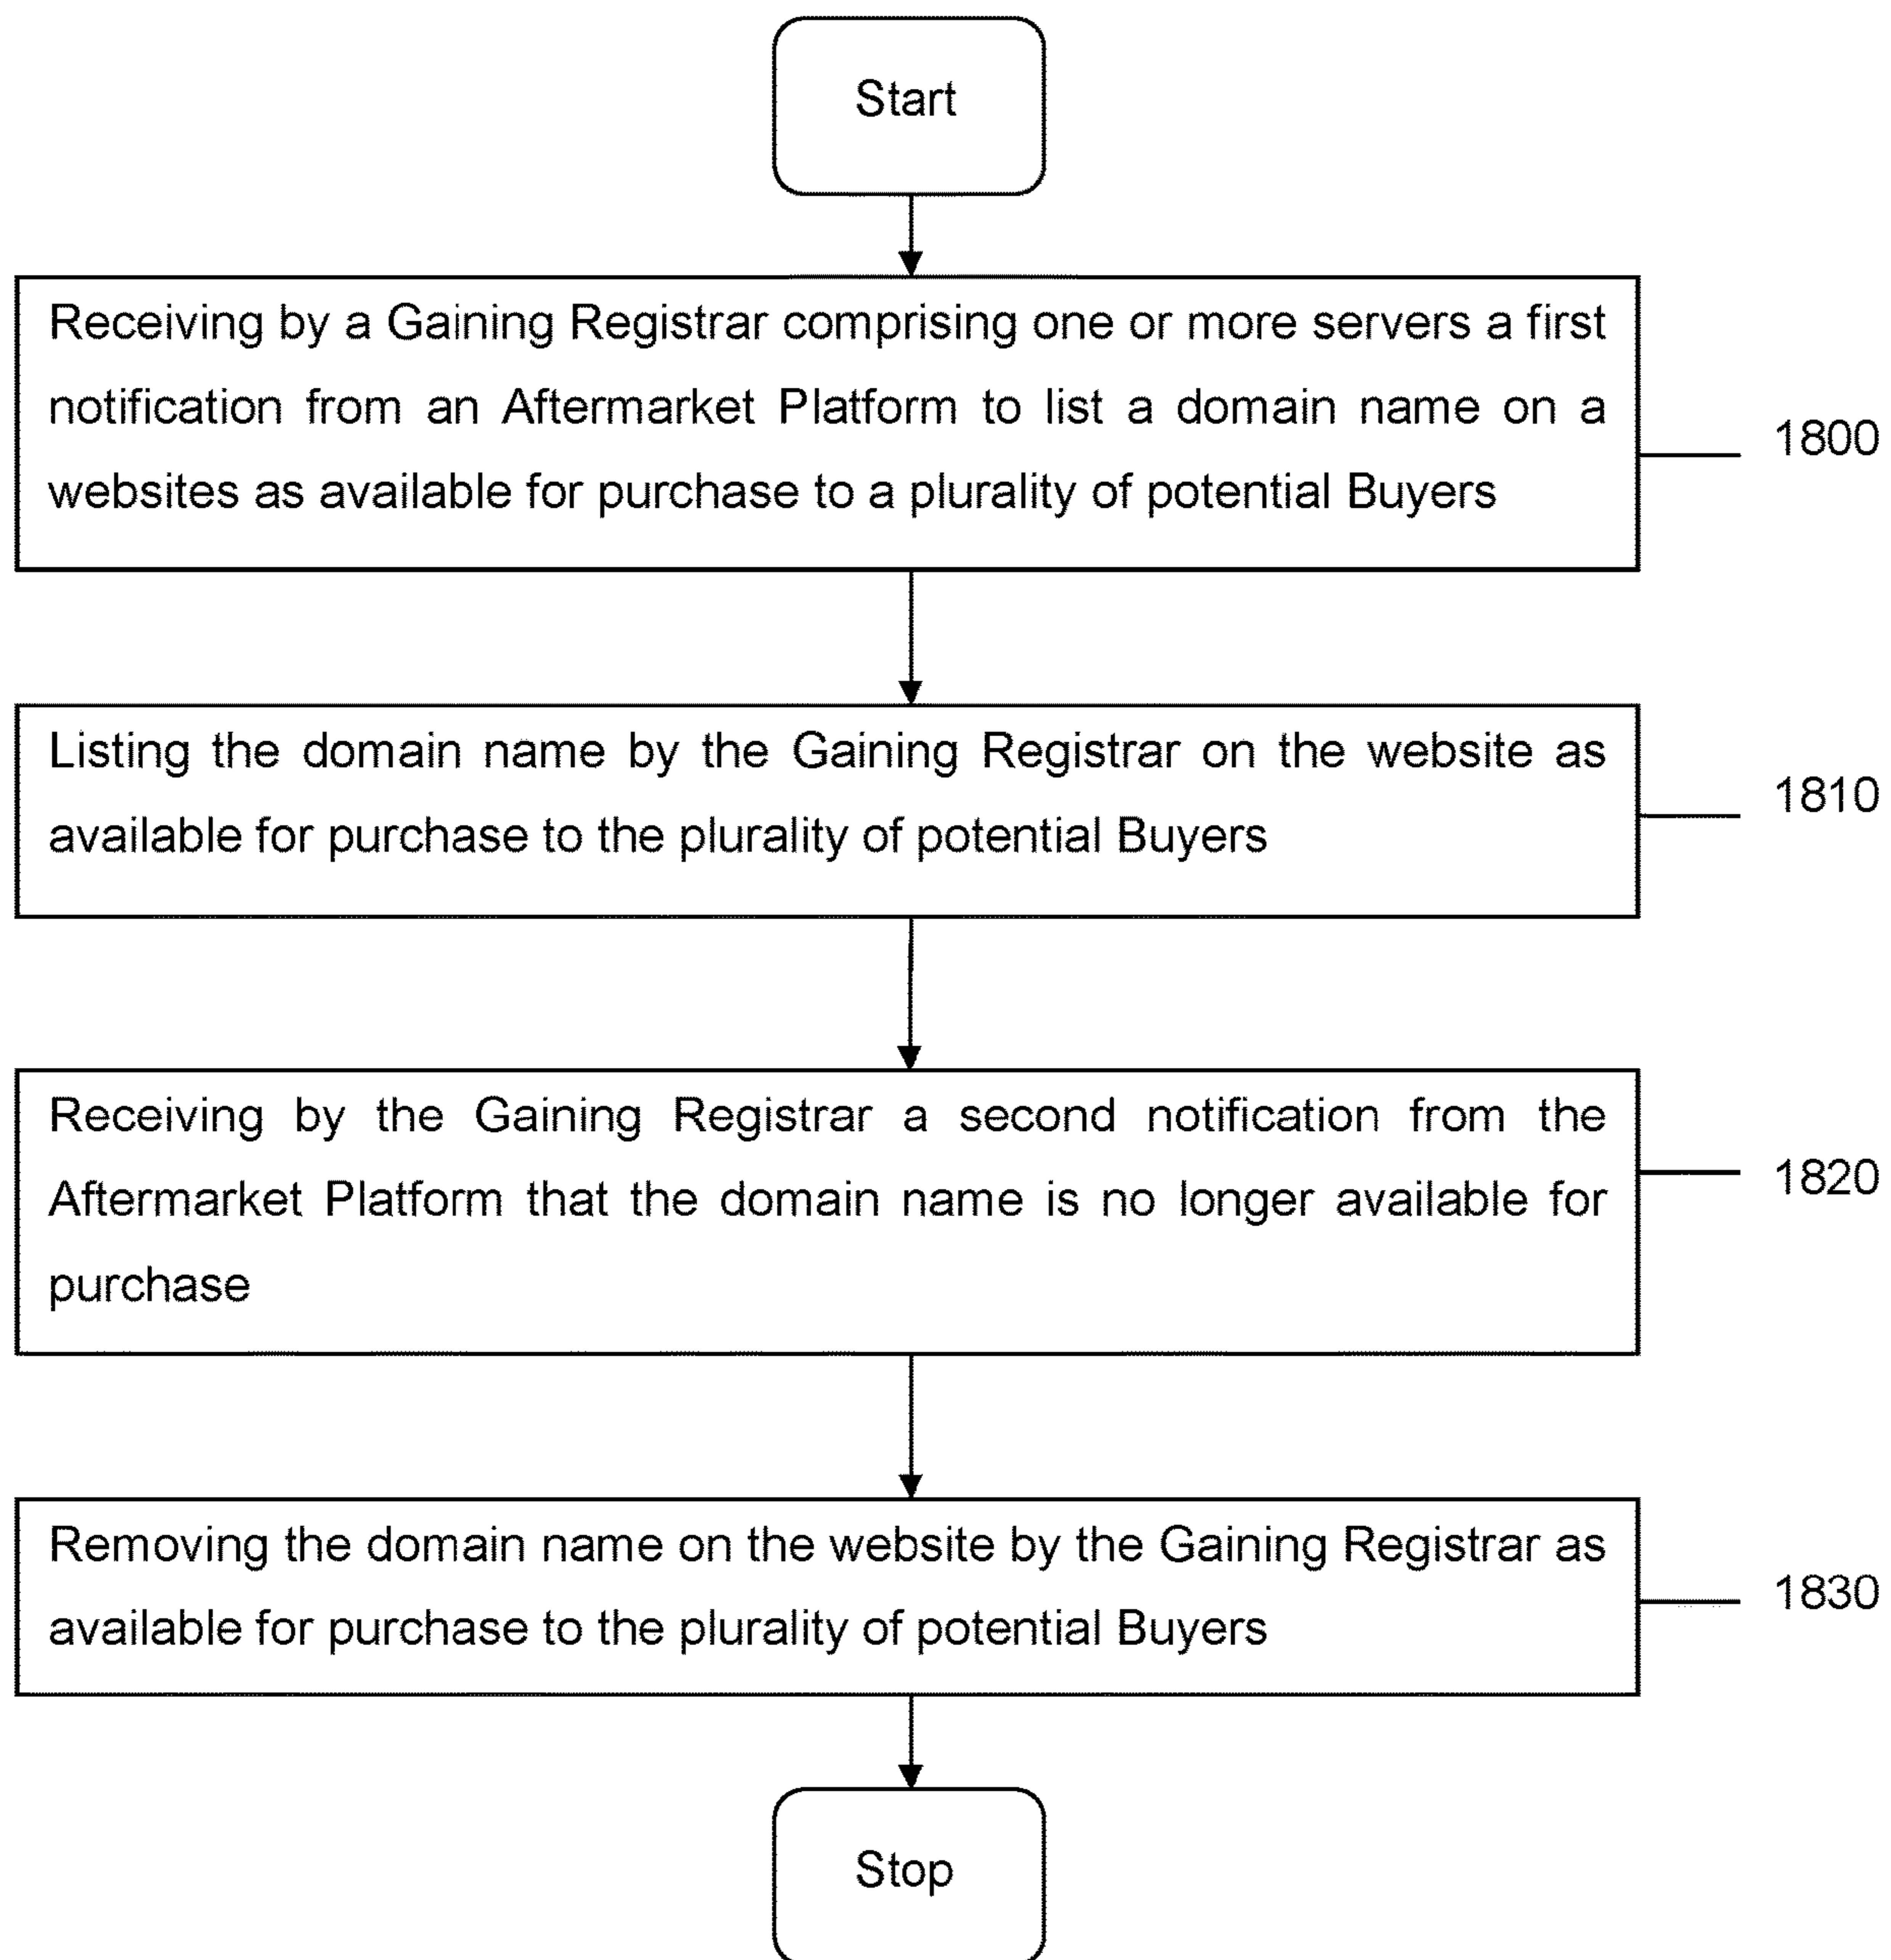 Start
Receiving by a Gaining Registrar comprising one or more servers a first
notification from an Aftermarket Platform to list a domain name on a
websites as available for purchase to a plurality of potential Buyers
1800
Listing the domain name by the Gaining Registrar on the website as
available for purchase to the plurality of potential Buyers
1810
Receiving by the Gaining Registrar a second notification from the
Aftermarket Platform that the domain name is no longer available for
purchase
1820
Removing the domain name on the website by the Gaining Registrar as
available for purchase to the plurality of potential Buyers
1830
Stop